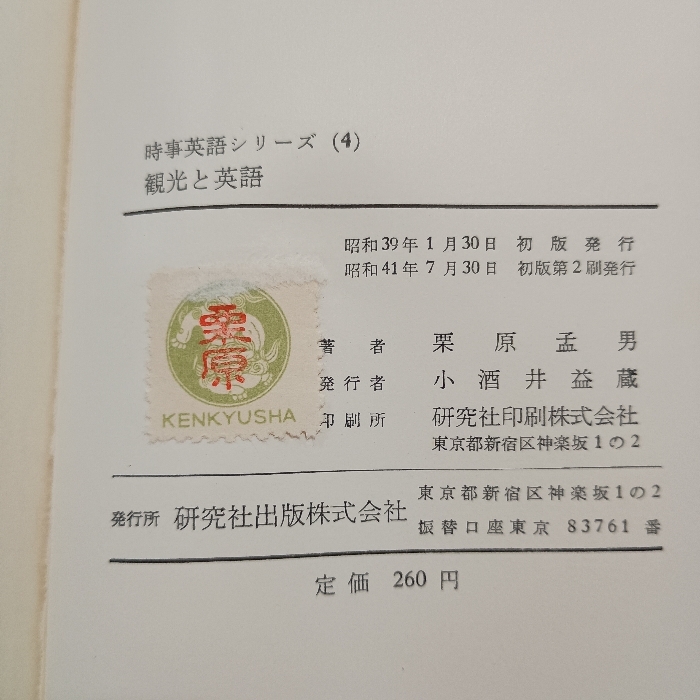 時事英語シリーズ (4)
観光と英語
昭和39年1月30日 初版発行
昭和41年7月30日 初版第2刷発行
栗原
KENKYUSHA
著者 栗原孟男
発行者 小酒井益蔵
印刷所 研究社印刷株式会社
東京都新宿区神楽坂1の2
発行所 研究社出版株式会社
東京都新宿区神楽坂1の2
振替口座東京 83761 番
定価 260円